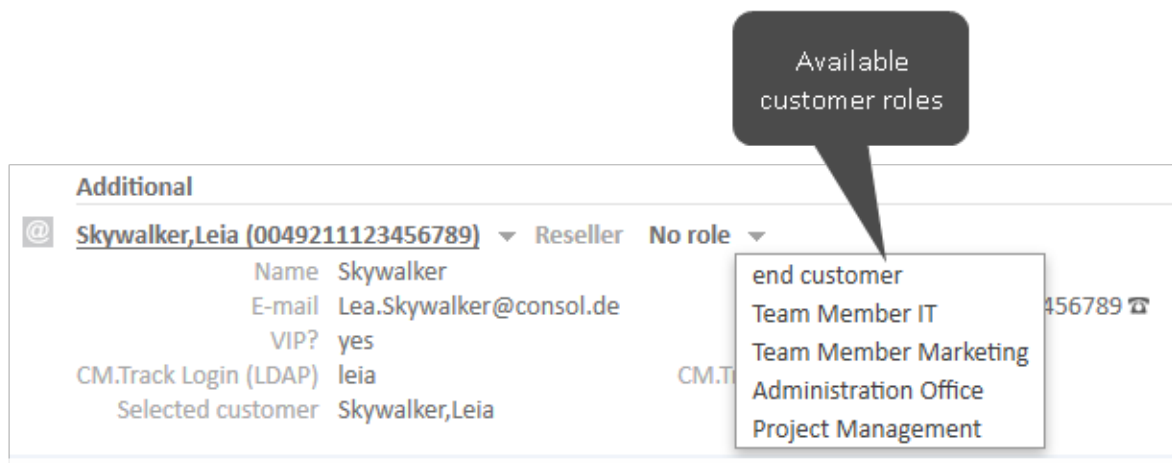 Available
customer roles
Additional
@ Skywalker,Leia (0049211123456789) Reseller No role
Name Skywalker
E-mail Lea.Skywalker@consol.de
456789
VIP? yes
CM.Track Login (LDAP) leia
CM.T
Selected customer Skywalker,Leia
end customer
Team Member IT
Team Member Marketing
Administration Office
Project Management